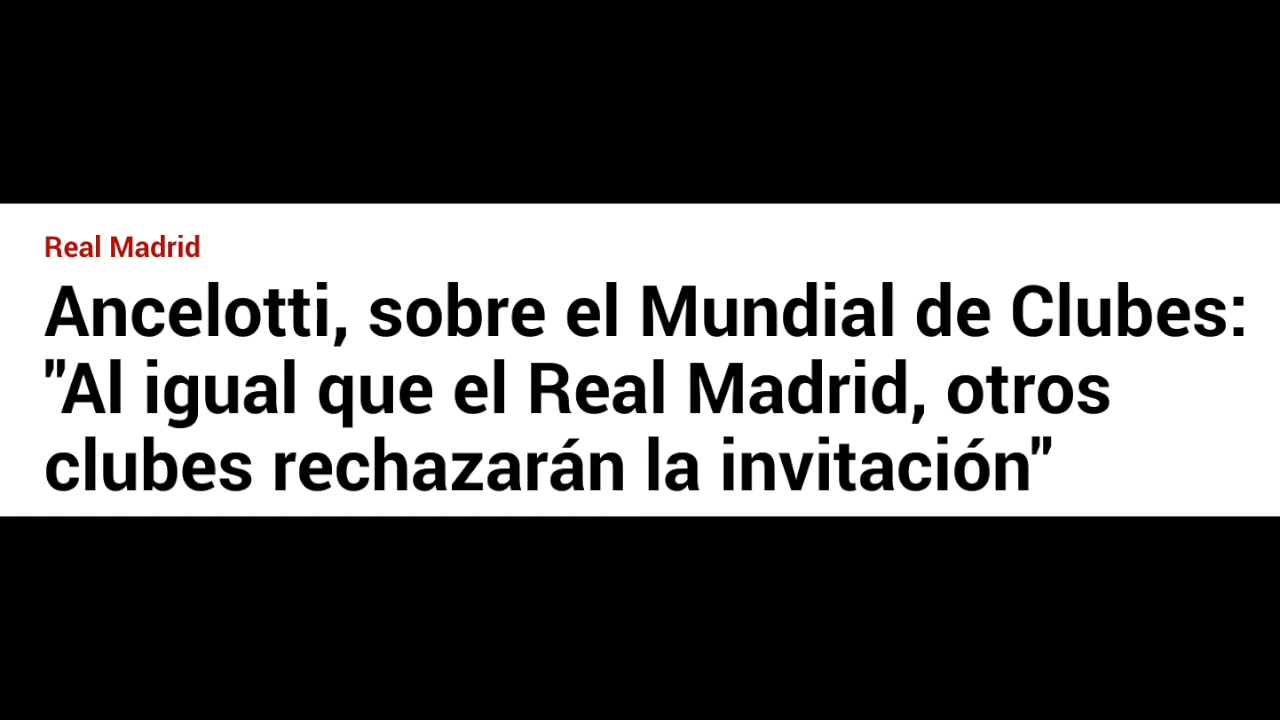 Real Madrid
Ancelotti, sobre el Mundial de Clubes:
"Al igual que el Real Madrid, otros
clubes rechazarán la invitación"